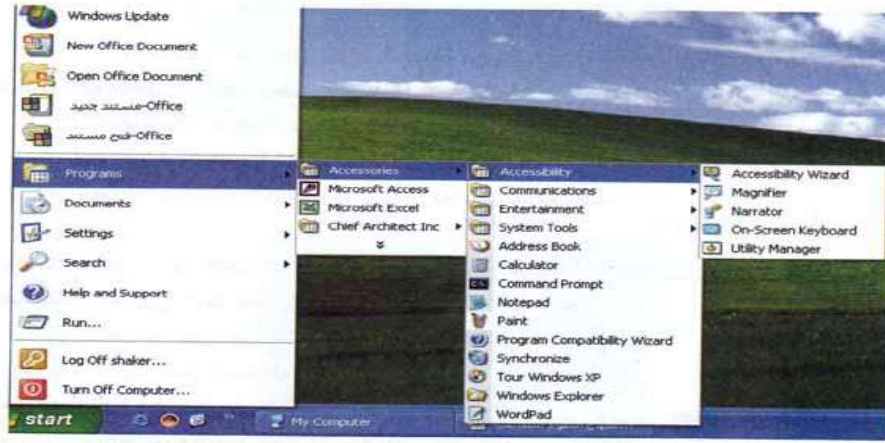 Windows Update
New Office Document
Open Office Document
Office-مستند جديد
Office-فتح مستند
Programs
Documents
Settings
Search
Help and Support
Run...
Log Off shaker...
Turn Off Computer...
start
My Computer
Accessories
Microsoft Access
Microsoft Excel
Chief Architect Inc
Accessibility
Communications
Entertainment
System Tools
Address Book
Calculator
Command Prompt
Notepad
Paint
Program Compatibility Wizard
Synchronize
Tour Windows XP
Windows Explorer
WordPad
Accessibility Wizard
Magnifier
Narrator
On-Screen Keyboard
Utility Manager